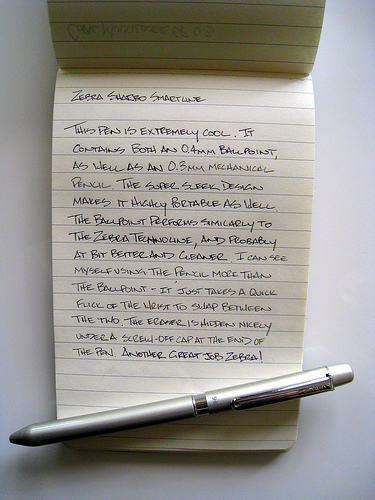 ZEBRA SHARBO SMARTLINE
THIS PEN IS EXTREMELY COOL. IT
CONTAINS BOTH AN 0.4MM BALLPOINT,
AS WELL AS AN 0.3MM MECHANICAL
PENCIL. THE SUPER SLEEK DESIGN
MAKES IT HIGHLY PORTABLE AS WELL.
THE BALLPOINT PERFORMS SIMILARLY TO
THE ZEBRA TECHNOLINE, AND PROBABLY
AT BIT BETTER AND CLEANER. I CAN SEE
MYSELF USING THE PENCIL MORE THAN
THE BALLPOINT - IT JUST TAKES A QUICK
FLICK OF THE WRIST TO SWAP BETWEEN
THE TWO. THE ERASER IS HIDDEN NICELY
UNDER A SCREW-OFF CAP AT THE END OF
THE PEN. ANOTHER GREAT JOB ZEBRA!